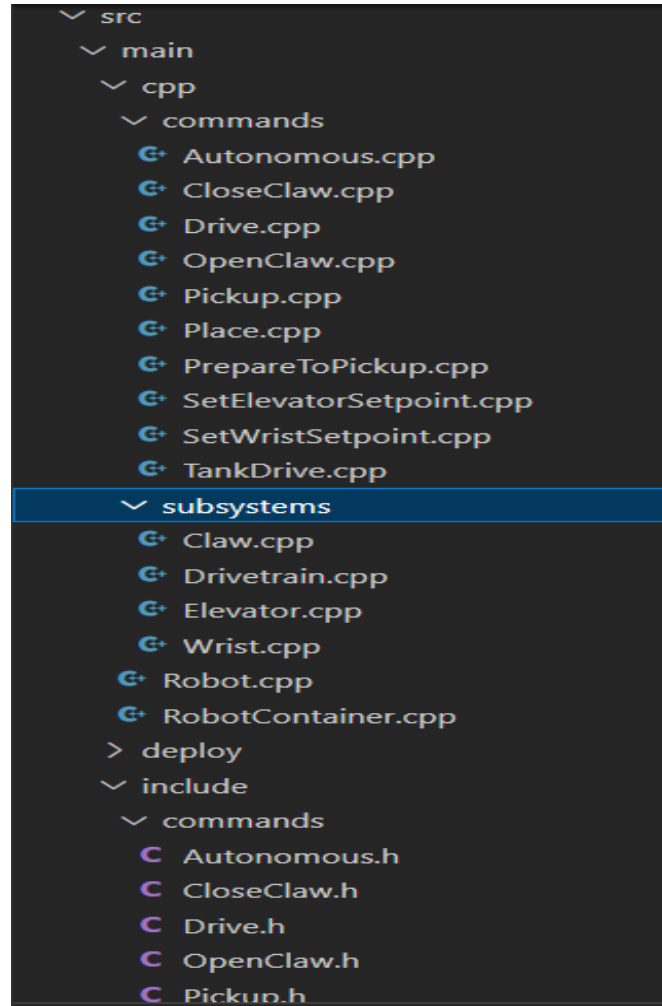 src
main
cpp
commands
Autonomous.cpp
CloseClaw.cpp
Drive.cpp
OpenClaw.cpp
Pickup.cpp
Place.cpp
PrepareToPickup.cpp
SetElevatorSetpoint.cpp
SetWristSetpoint.cpp
TankDrive.cpp
subsystems
Claw.cpp
Drivetrain.cpp
Elevator.cpp
Wrist.cpp
Robot.cpp
RobotContainer.cpp
deploy
include
commands
C Autonomous.h
C CloseClaw.h
C Drive.h
C OpenClaw.h
C Pickup.h